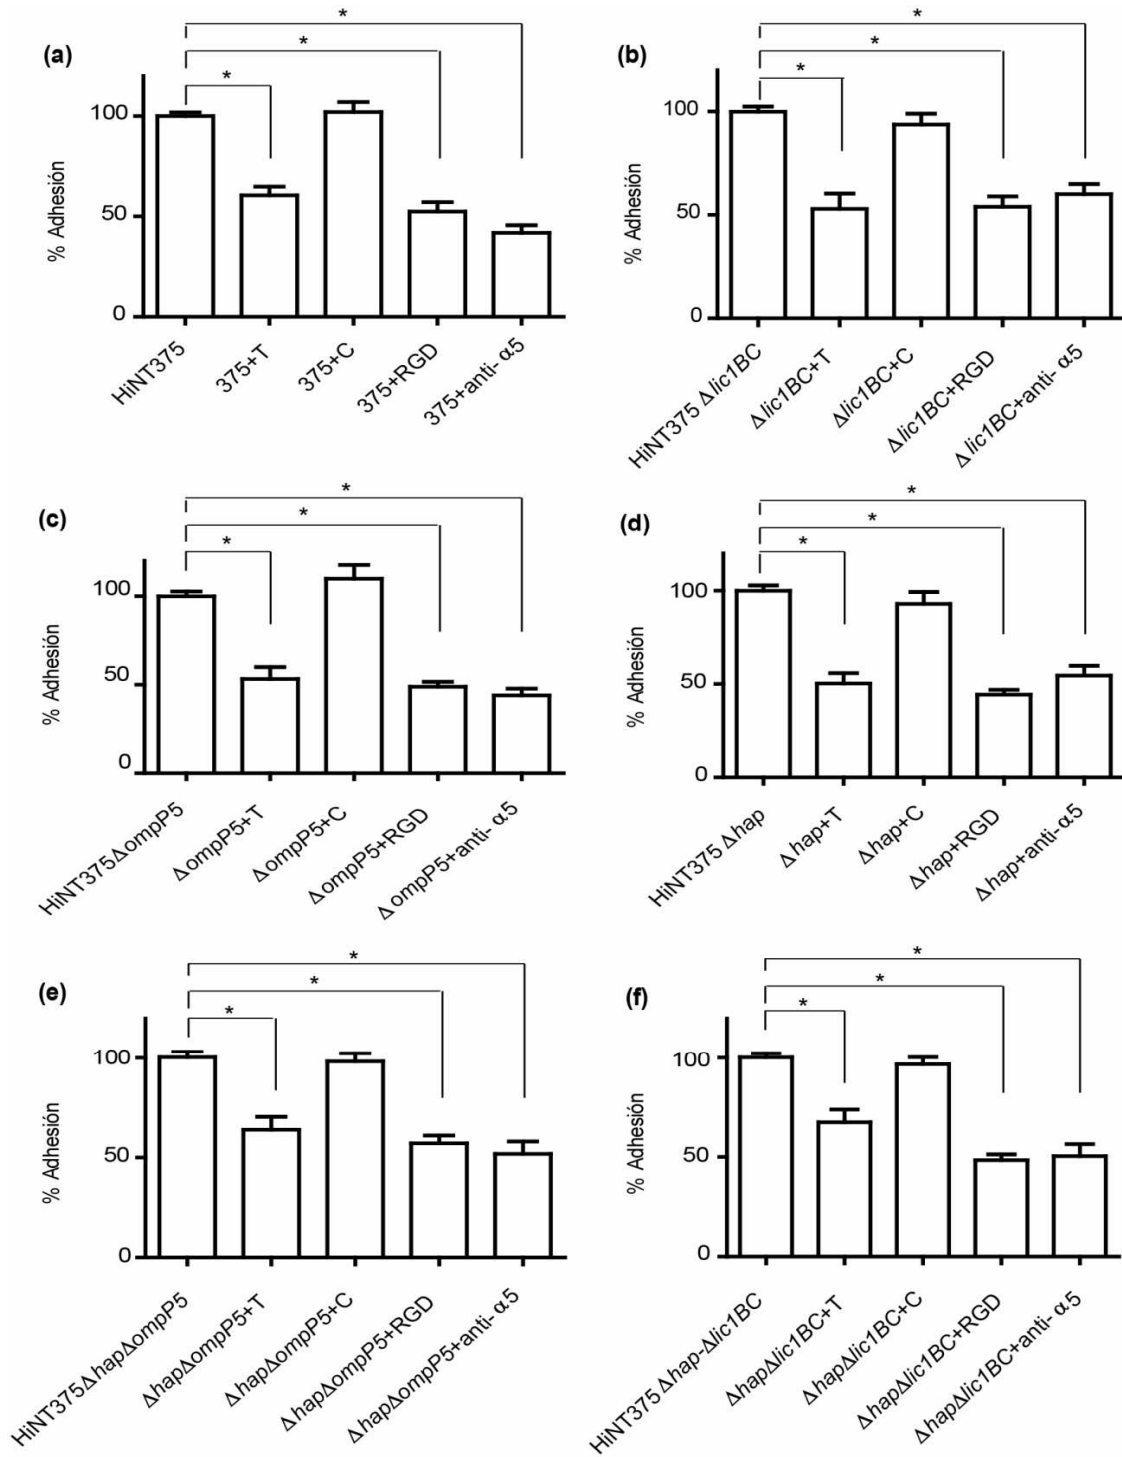 (a)
*
*
*
% Adhesión
100
50
0
HiNT375
375+T
375+C
375+RGD
375+anti- α5
(b)
*
*
*
% Adhesión
100
50
0
HiNT375 Δlic1BC
Δlic1BC+T
Δlic1BC+C
Δlic1BC+RGD
Δlic1BC+anti- α5
(c)
*
*
*
% Adhesión
100
50
0
HiNT375ΔompP5
ΔompP5+T
ΔompP5+C
ΔompP5+RGD
ΔompP5+anti- α5
(d)
*
*
*
% Adhesión
100
50
0
HiNT375 Δhap
Δhap+T
Δhap+C
Δhap+RGD
Δhap+anti- α5
(e)
*
*
*
% Adhesión
100
50
0
HiNT375ΔhapΔompP5
ΔhapΔompP5+T
ΔhapΔompP5+C
ΔhapΔompP5+RGD
ΔhapΔompP5+anti- α5
(f)
*
*
*
% Adhesión
100
50
0
HiNT375 Δhap-Δlic1BC
ΔhapΔlic1BC+T
ΔhapΔlic1BC+C
ΔhapΔlic1BC+RGD
ΔhapΔlic1BC+anti- α5